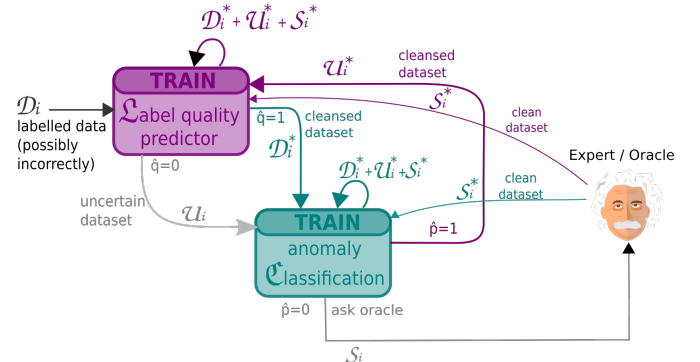 𝒟ᵢ* + 𝒰ᵢ* + 𝒮ᵢ*
TRAIN
𝔏abel quality
predictor
𝒟ᵢ
labelled data
(possibly
incorrectly)
𝒰ᵢ*
cleansed
dataset
𝒮ᵢ*
clean
dataset
q̂=1
cleansed
dataset
𝒟ᵢ*
q̂=0
uncertain
dataset
𝒰ᵢ
Expert / Oracle
𝒟ᵢ*+𝒰ᵢ*+𝒮ᵢ*
𝒮ᵢ*
clean
dataset
TRAIN
anomaly
ℭlassification
p̂=1
p̂=0
ask oracle
𝒮ᵢ